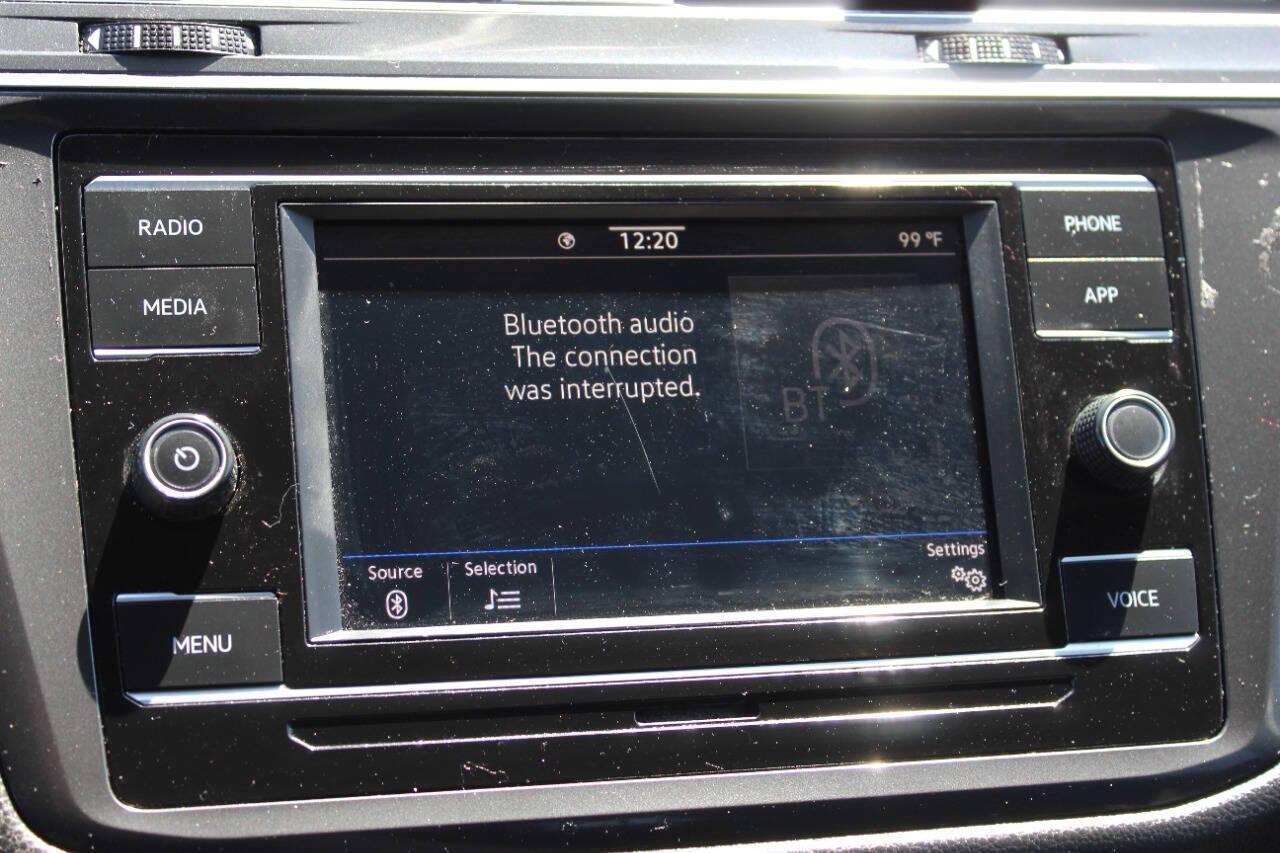 RADIO
MEDIA
MENU
12:20
99 °F
Bluetooth audio
The connection
was interrupted.
BT
Source
Selection
Settings
PHONE
APP
VOICE